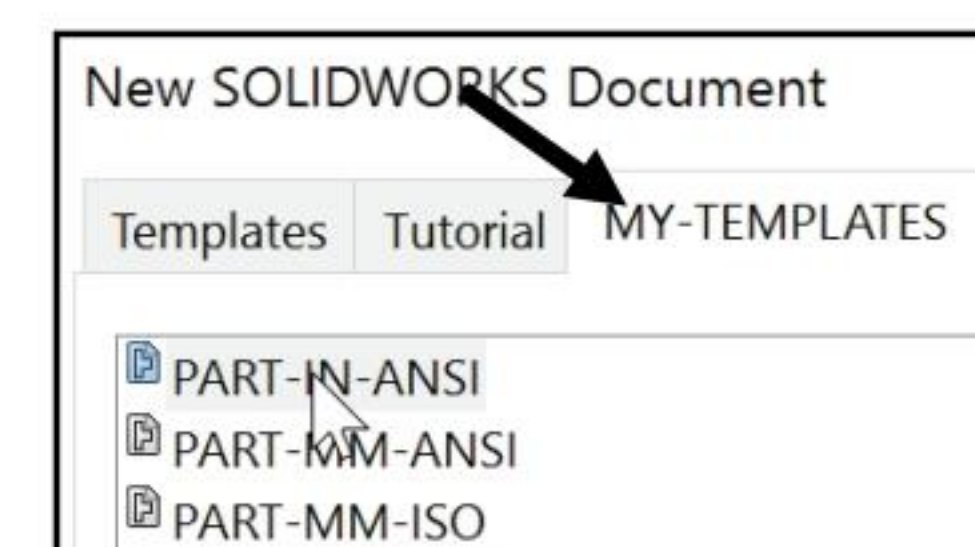 New SOLIDWORKS Document
Templates Tutorial MY-TEMPLATES
PART-IN-ANSI
PART-MM-ANSI
PART-MM-ISO